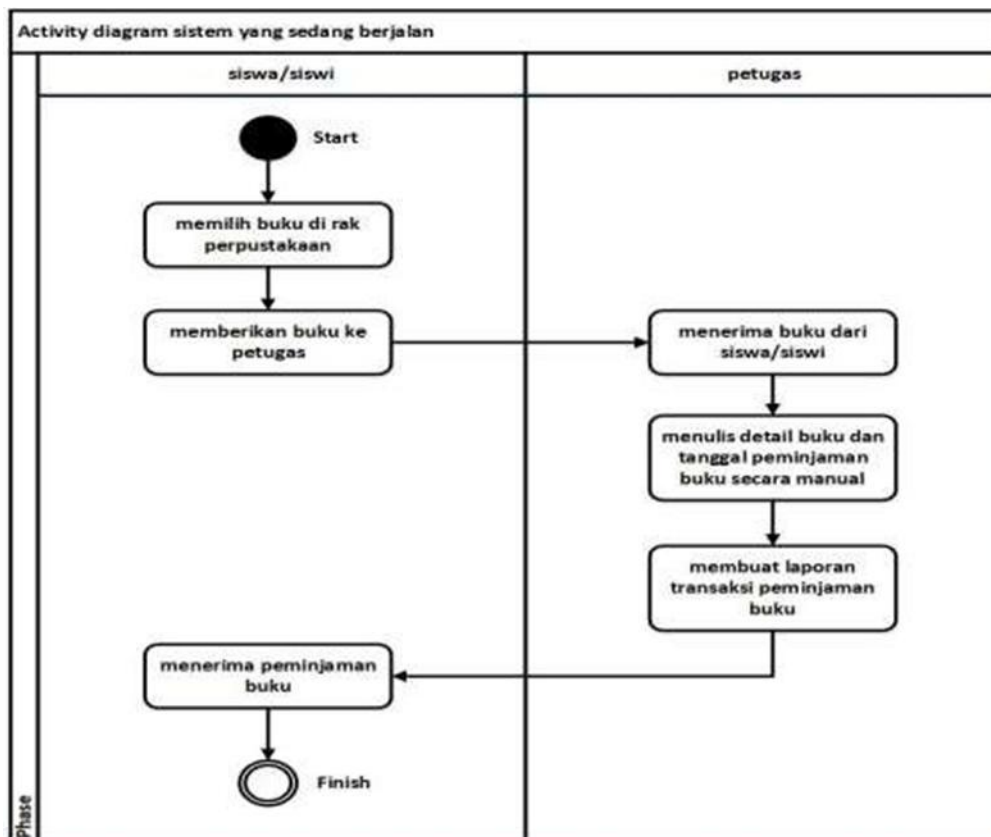 Activity diagram sistem yang sedang berjalan
siswa/siswi
petugas
Start
memilih buku di rak
perpustakaan
memberikan buku ke
petugas
menerima buku dari
siswa/siswi
menulis detail buku dan
tanggal peminjaman
buku secara manual
membuat laporan
transaksi peminjaman
buku
menerima peminjaman
buku
Finish
Phase